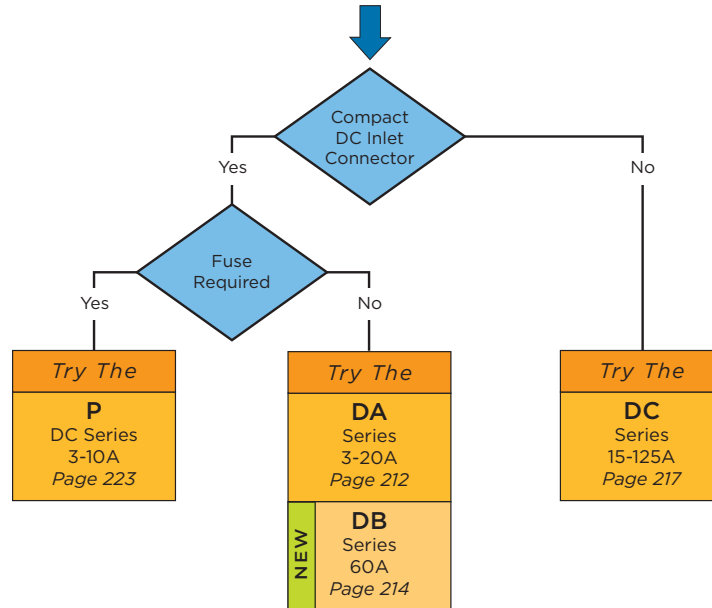 Compact
DC Inlet
Connector
Yes
No
Fuse
Required
Yes
No
Try The
P
DC Series
3-10A
Page 223
Try The
DA
Series
3-20A
Page 212
NEW
DB
Series
60A
Page 214
Try The
DC
Series
15-125A
Page 217